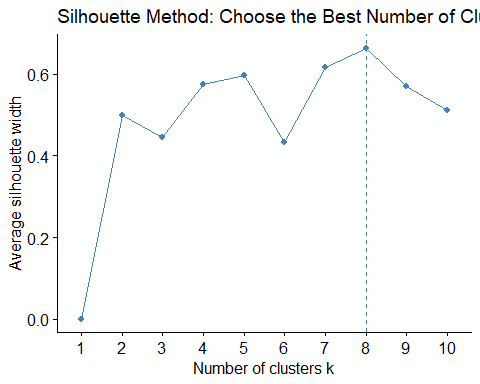 Silhouette Method: Choose the Best Number of Clu
Average silhouette width
0.6
0.4
0.2
0.0
1 2 3 4 5 6 7 8 9 10
Number of clusters k